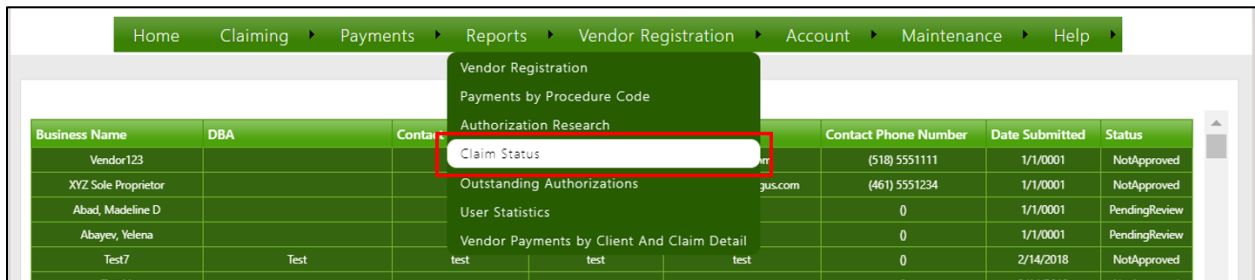 Home Claiming Payments Reports Vendor Registration Account Maintenance Help
Vendor Registration
Payments by Procedure Code
Authorization Research
Claim Status
Outstanding Authorizations
User Statistics
Vendor Payments by Client And Claim Detail
Business Name DBA Contact Contact Phone Number Date Submitted Status
Vendor123 (518) 5551111 1/1/0001 NotApproved
XYZ Sole Proprietor gus.com (461) 5551234 1/1/0001 NotApproved
Abad, Madeline D () 1/1/0001 PendingReview
Abayev, Yelena () 1/1/0001 PendingReview
Test7 Test test test test () 2/14/2018 NotApproved